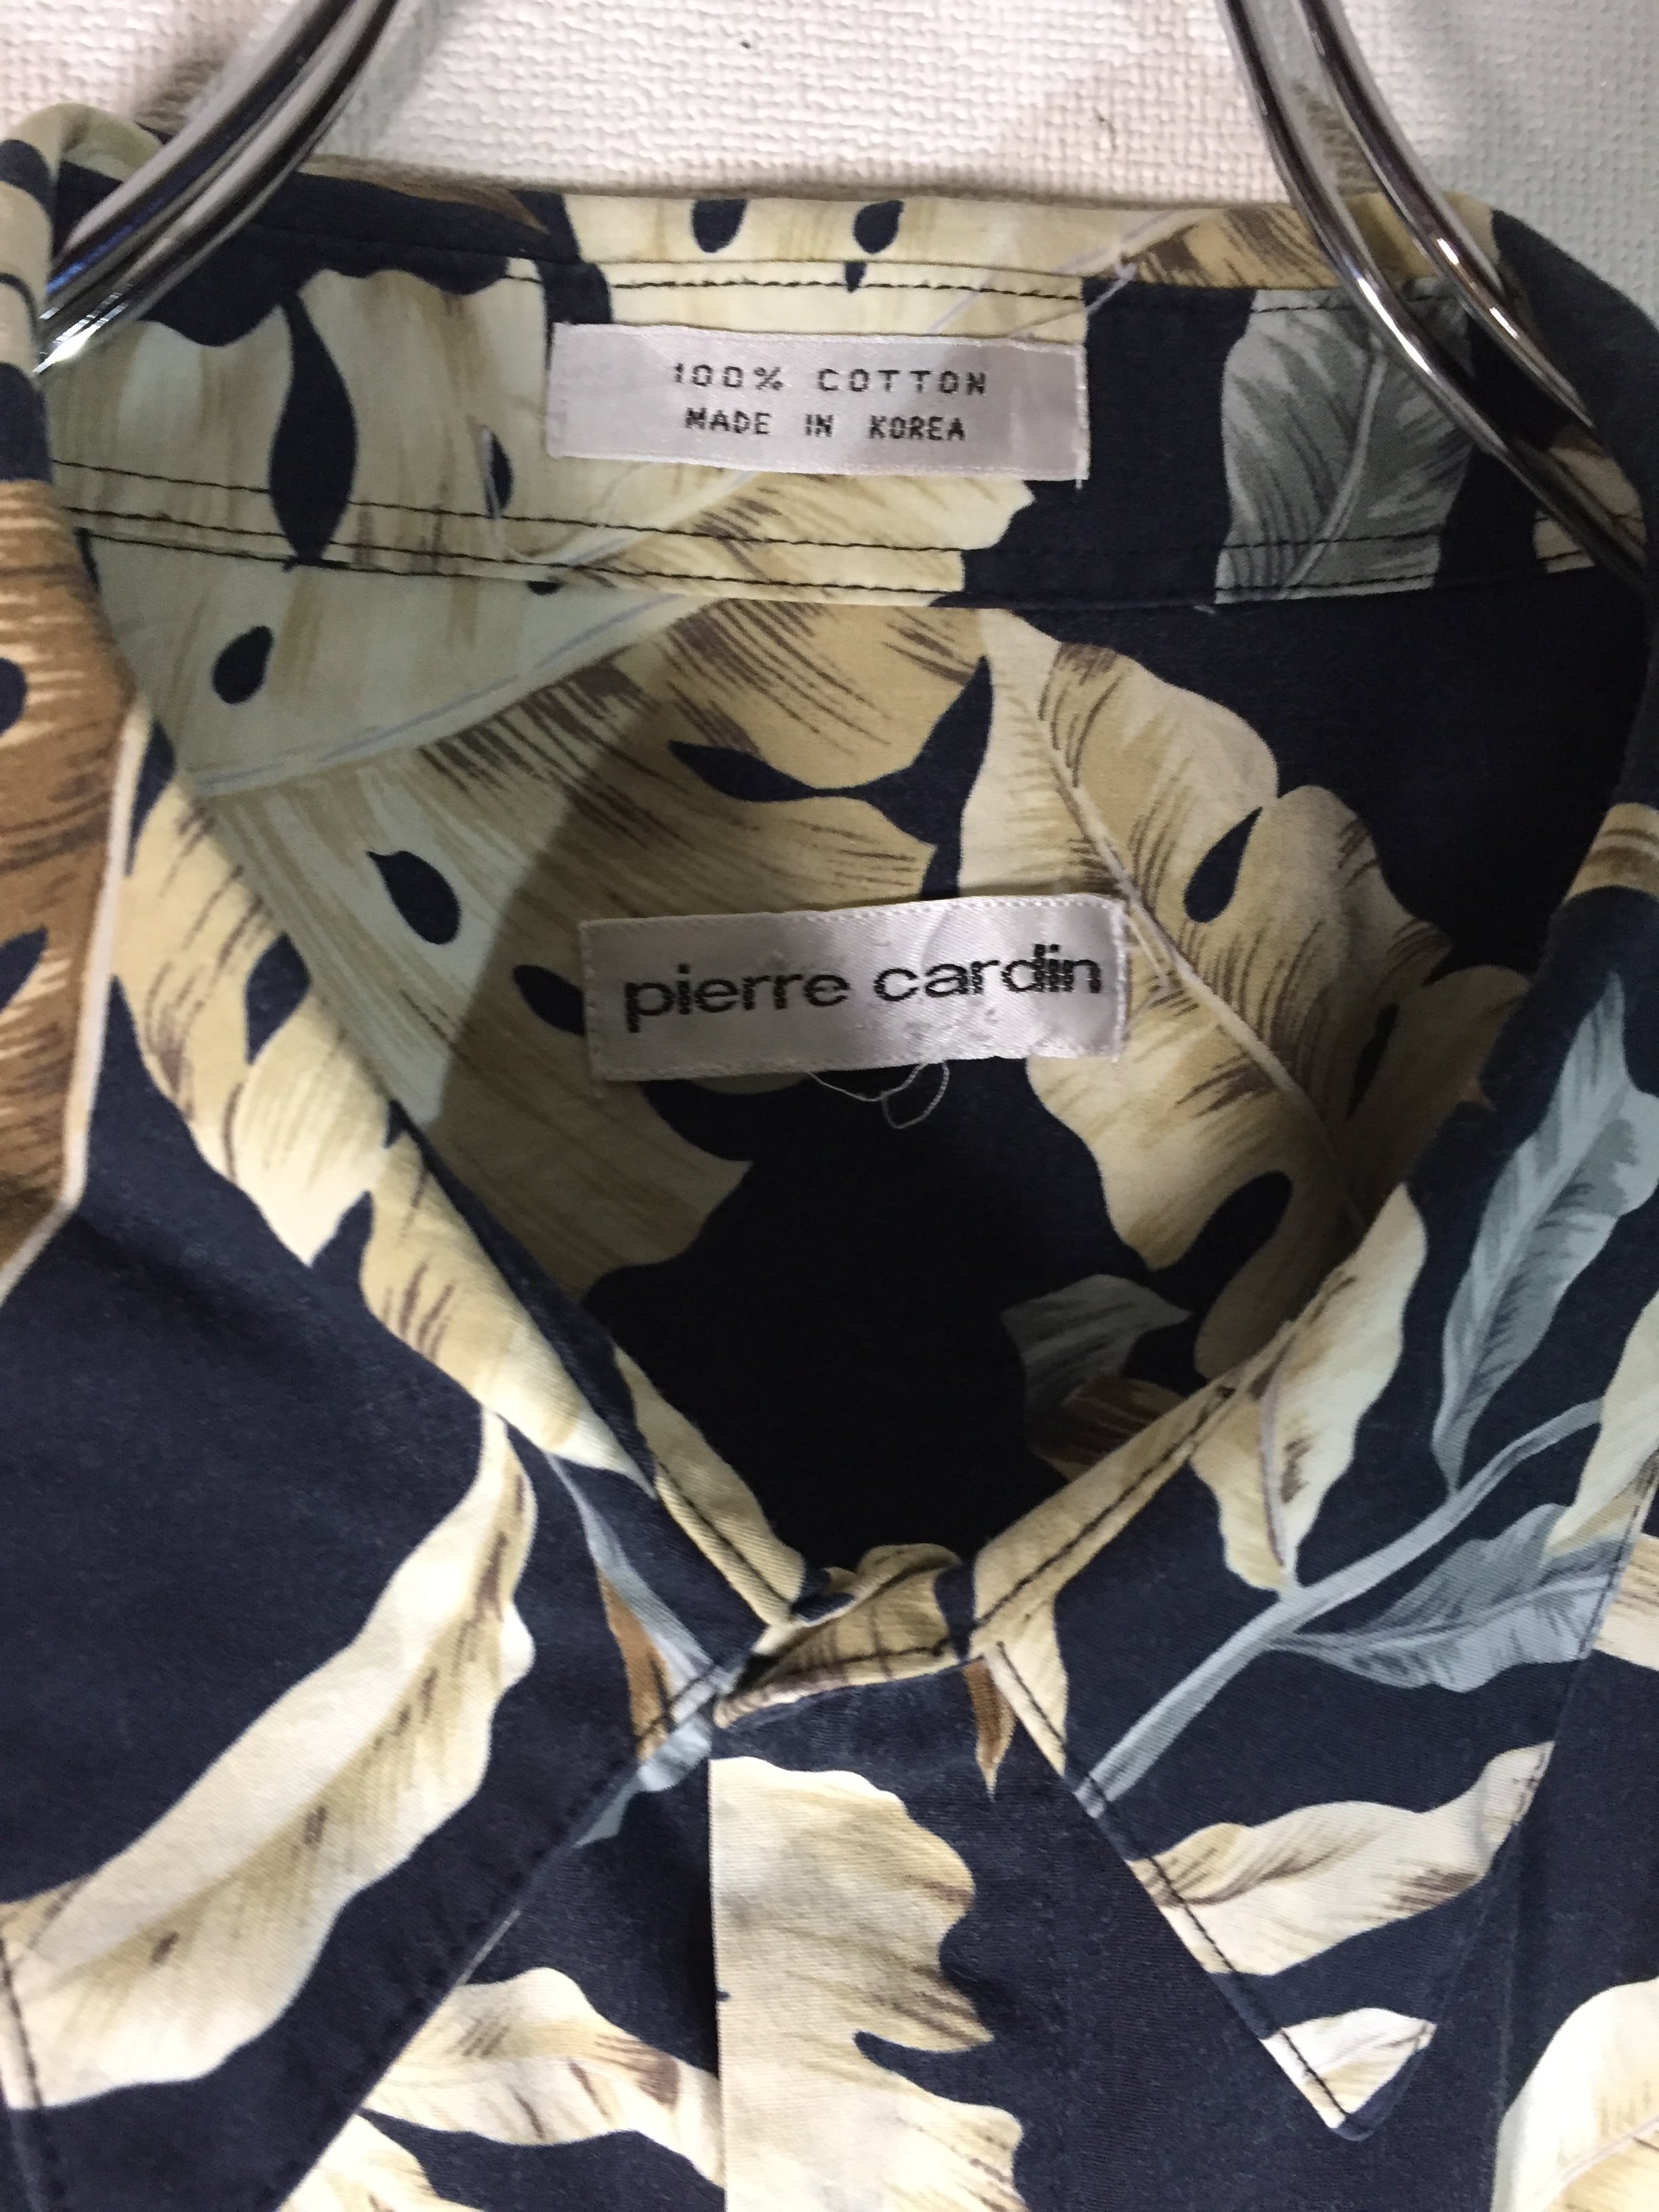 100% COTTON
MADE IN KOREA
pierre cardin